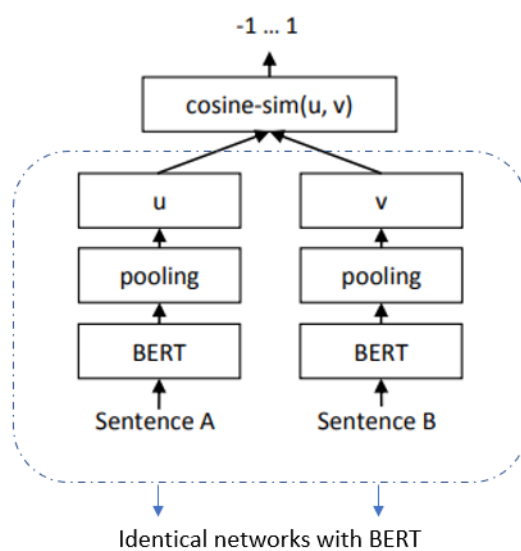 -1 ... 1
cosine-sim(u, v)
u v
pooling pooling
BERT BERT
Sentence A Sentence B
Identical networks with BERT